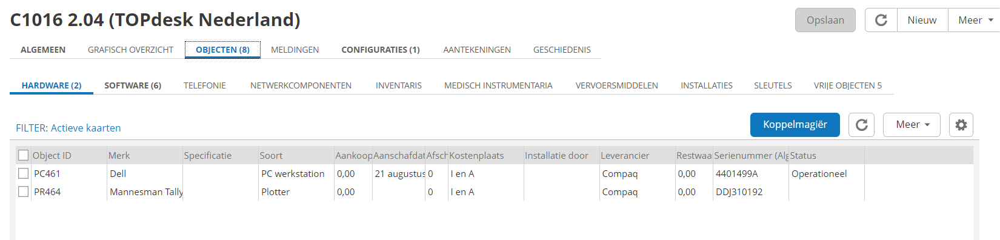 C1016 2.04 (TOPdesk Nederland)
Opslaan Nieuw Meer
ALGEMEEN GRAFISCH OVERZICHT OBJECTEN (8) MELDINGEN CONFIGURATIES (1) AANTEKENINGEN GESCHIEDENIS
HARDWARE (2) SOFTWARE (6) TELEFONIE NETWERKCOMPONENTEN INVENTARIS MEDISCH INSTRUMENTARIA VERVOERSMIDDELEN INSTALLATIES SLEUTELS VRIJE OBJECTEN 5
FILTER: Actieve kaarten Koppelmagiër Meer
Object ID Merk Specificatie Soort Aankoop Aanschafdat Afsch Kostenplaats Installatie door Leverancier Restwaa Serienummer (Alg Status
PC461 Dell PC werkstation 0,00 21 augustus 0 I en A Compaq 0,00 4401499A Operationeel
PR464 Mannesman Tally Plotter 0,00 0 I en A Compaq 0,00 DDJ310192